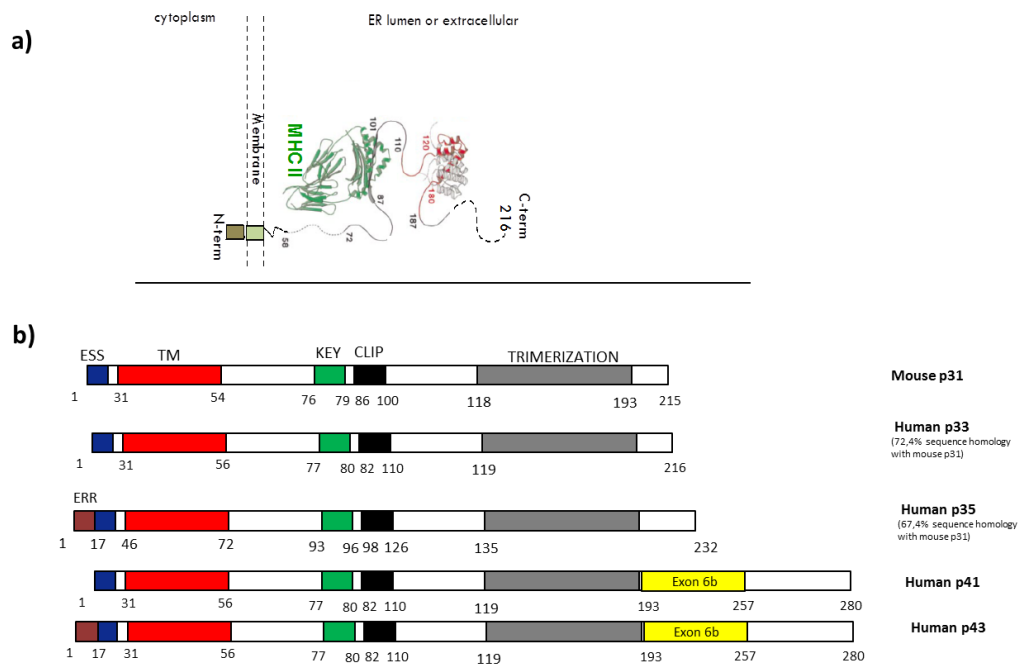 cytoplasm
ER lumen or extracellular
a)
Membrane
MHC II
101
110
120
180
87
187
C-term
216
N-term
58
72
b)
ESS TM KEY CLIP TRIMERIZATION
Mouse p31
1 31 54 76 79 86 100 118 193 215
Human p33
(72,4% sequence homology
with mouse p31)
1 31 56 77 80 82 110 119 216
ERR
Human p35
(67,4% sequence homology
with mouse p31)
1 17 46 72 93 96 98 126 135 232
Exon 6b
Human p41
1 31 56 77 80 82 110 119 193 257 280
Exon 6b
Human p43
1 17 31 56 77 80 82 110 119 193 257 280